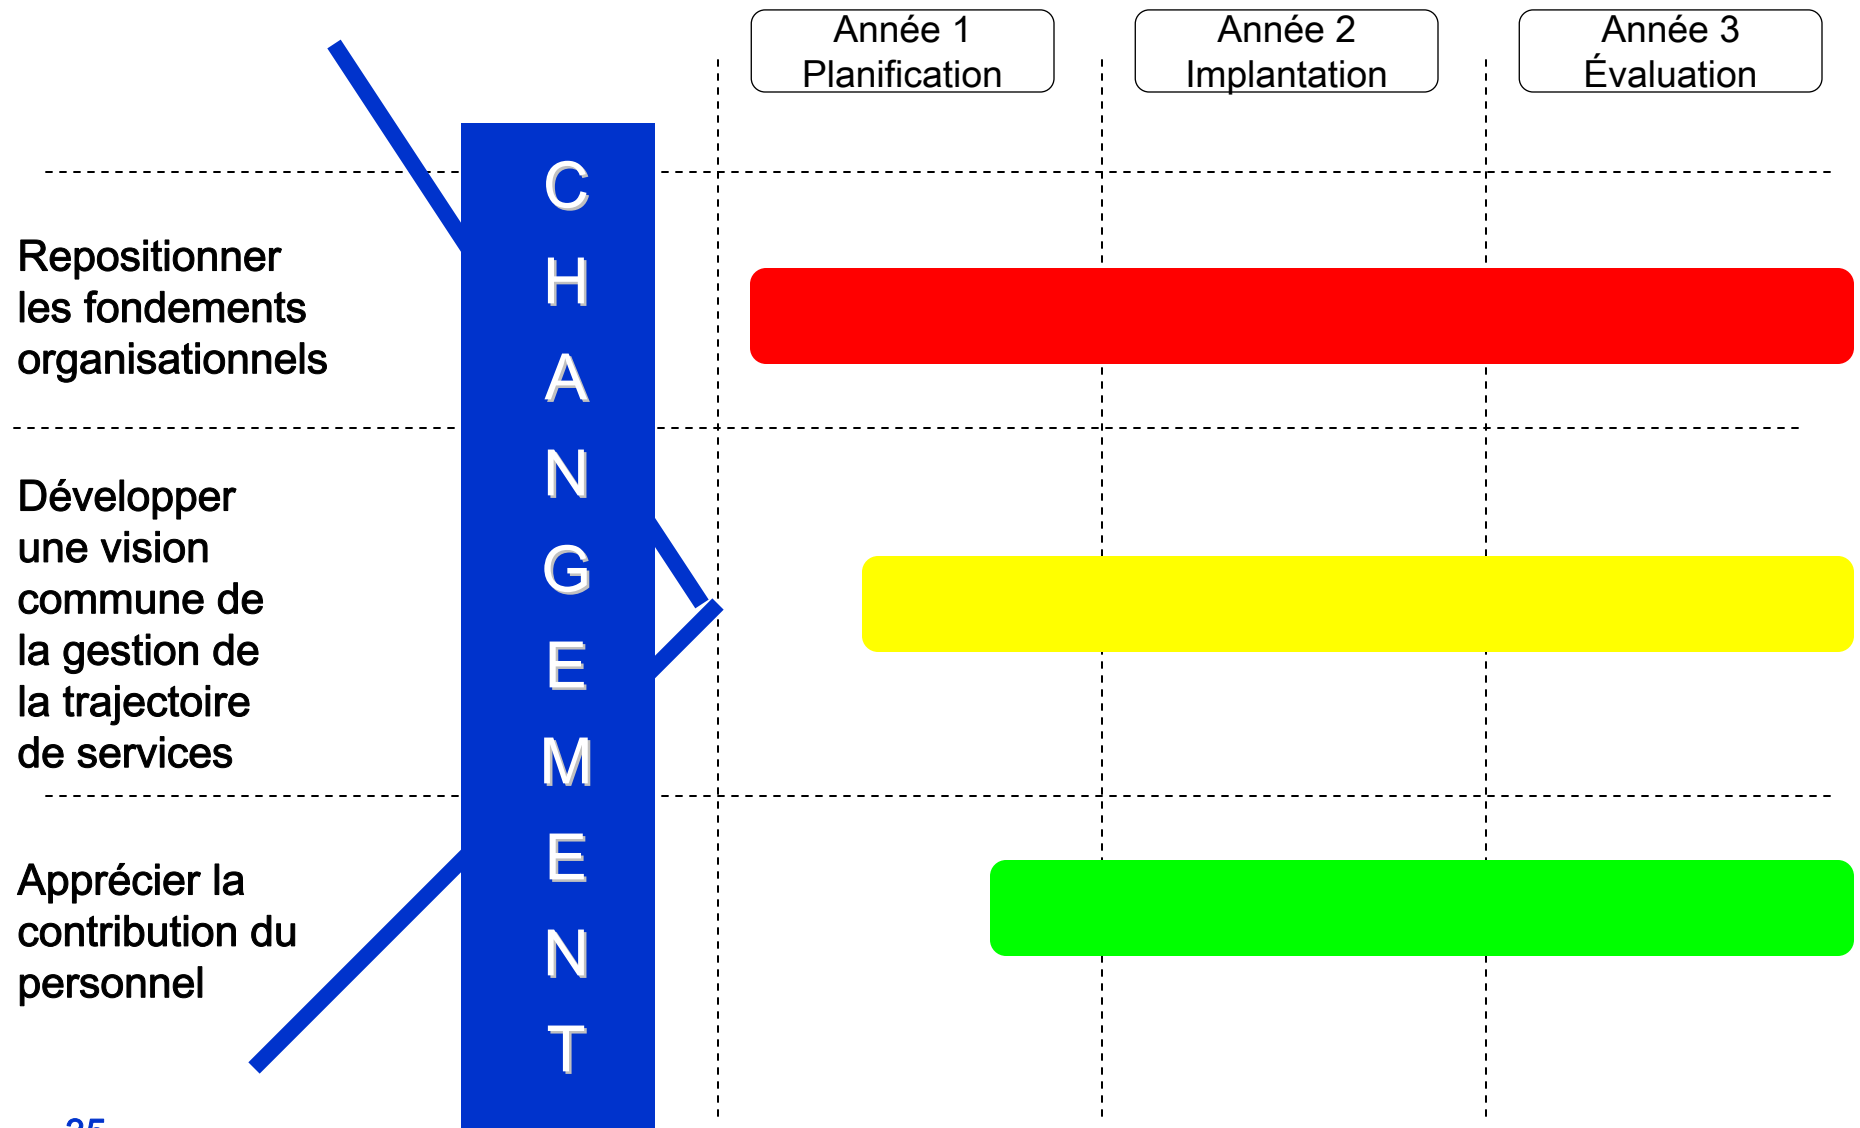 Année 1
Planification
Année 2
Implantation
Année 3
Évaluation
C
H
A
N
G
E
M
E
N
T
Repositionner
les fondements
organisationnels
Développer
une vision
commune de
la gestion de
la trajectoire
de services
Apprécier la
contribution du
personnel